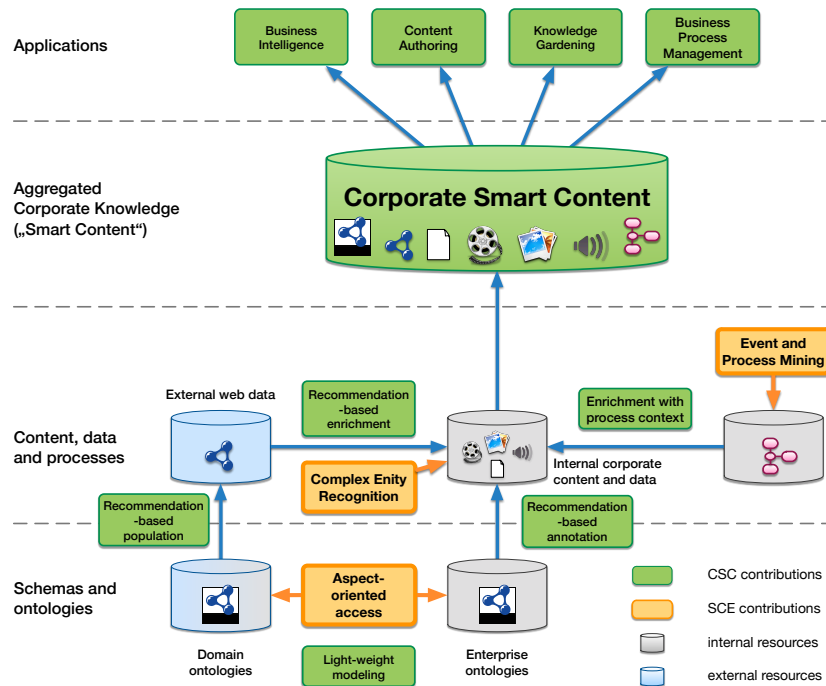 Applications
Business
Intelligence
Content
Authoring
Knowledge
Gardening
Business
Process
Management
Aggregated
Corporate Knowledge
(„Smart Content“)
Corporate Smart Content
Event and
Process Mining
External web data
Recommendation
-based
enrichment
Enrichment with
process context
Content, data
and processes
Complex Enity
Recognition
Internal corporate
content and data
Recommendation
-based
population
Recommendation
-based
annotation
Schemas and
ontologies
Aspect-
oriented
access
CSC contributions
SCE contributions
internal resources
external resources
Domain
ontologies
Light-weight
modeling
Enterprise
ontologies